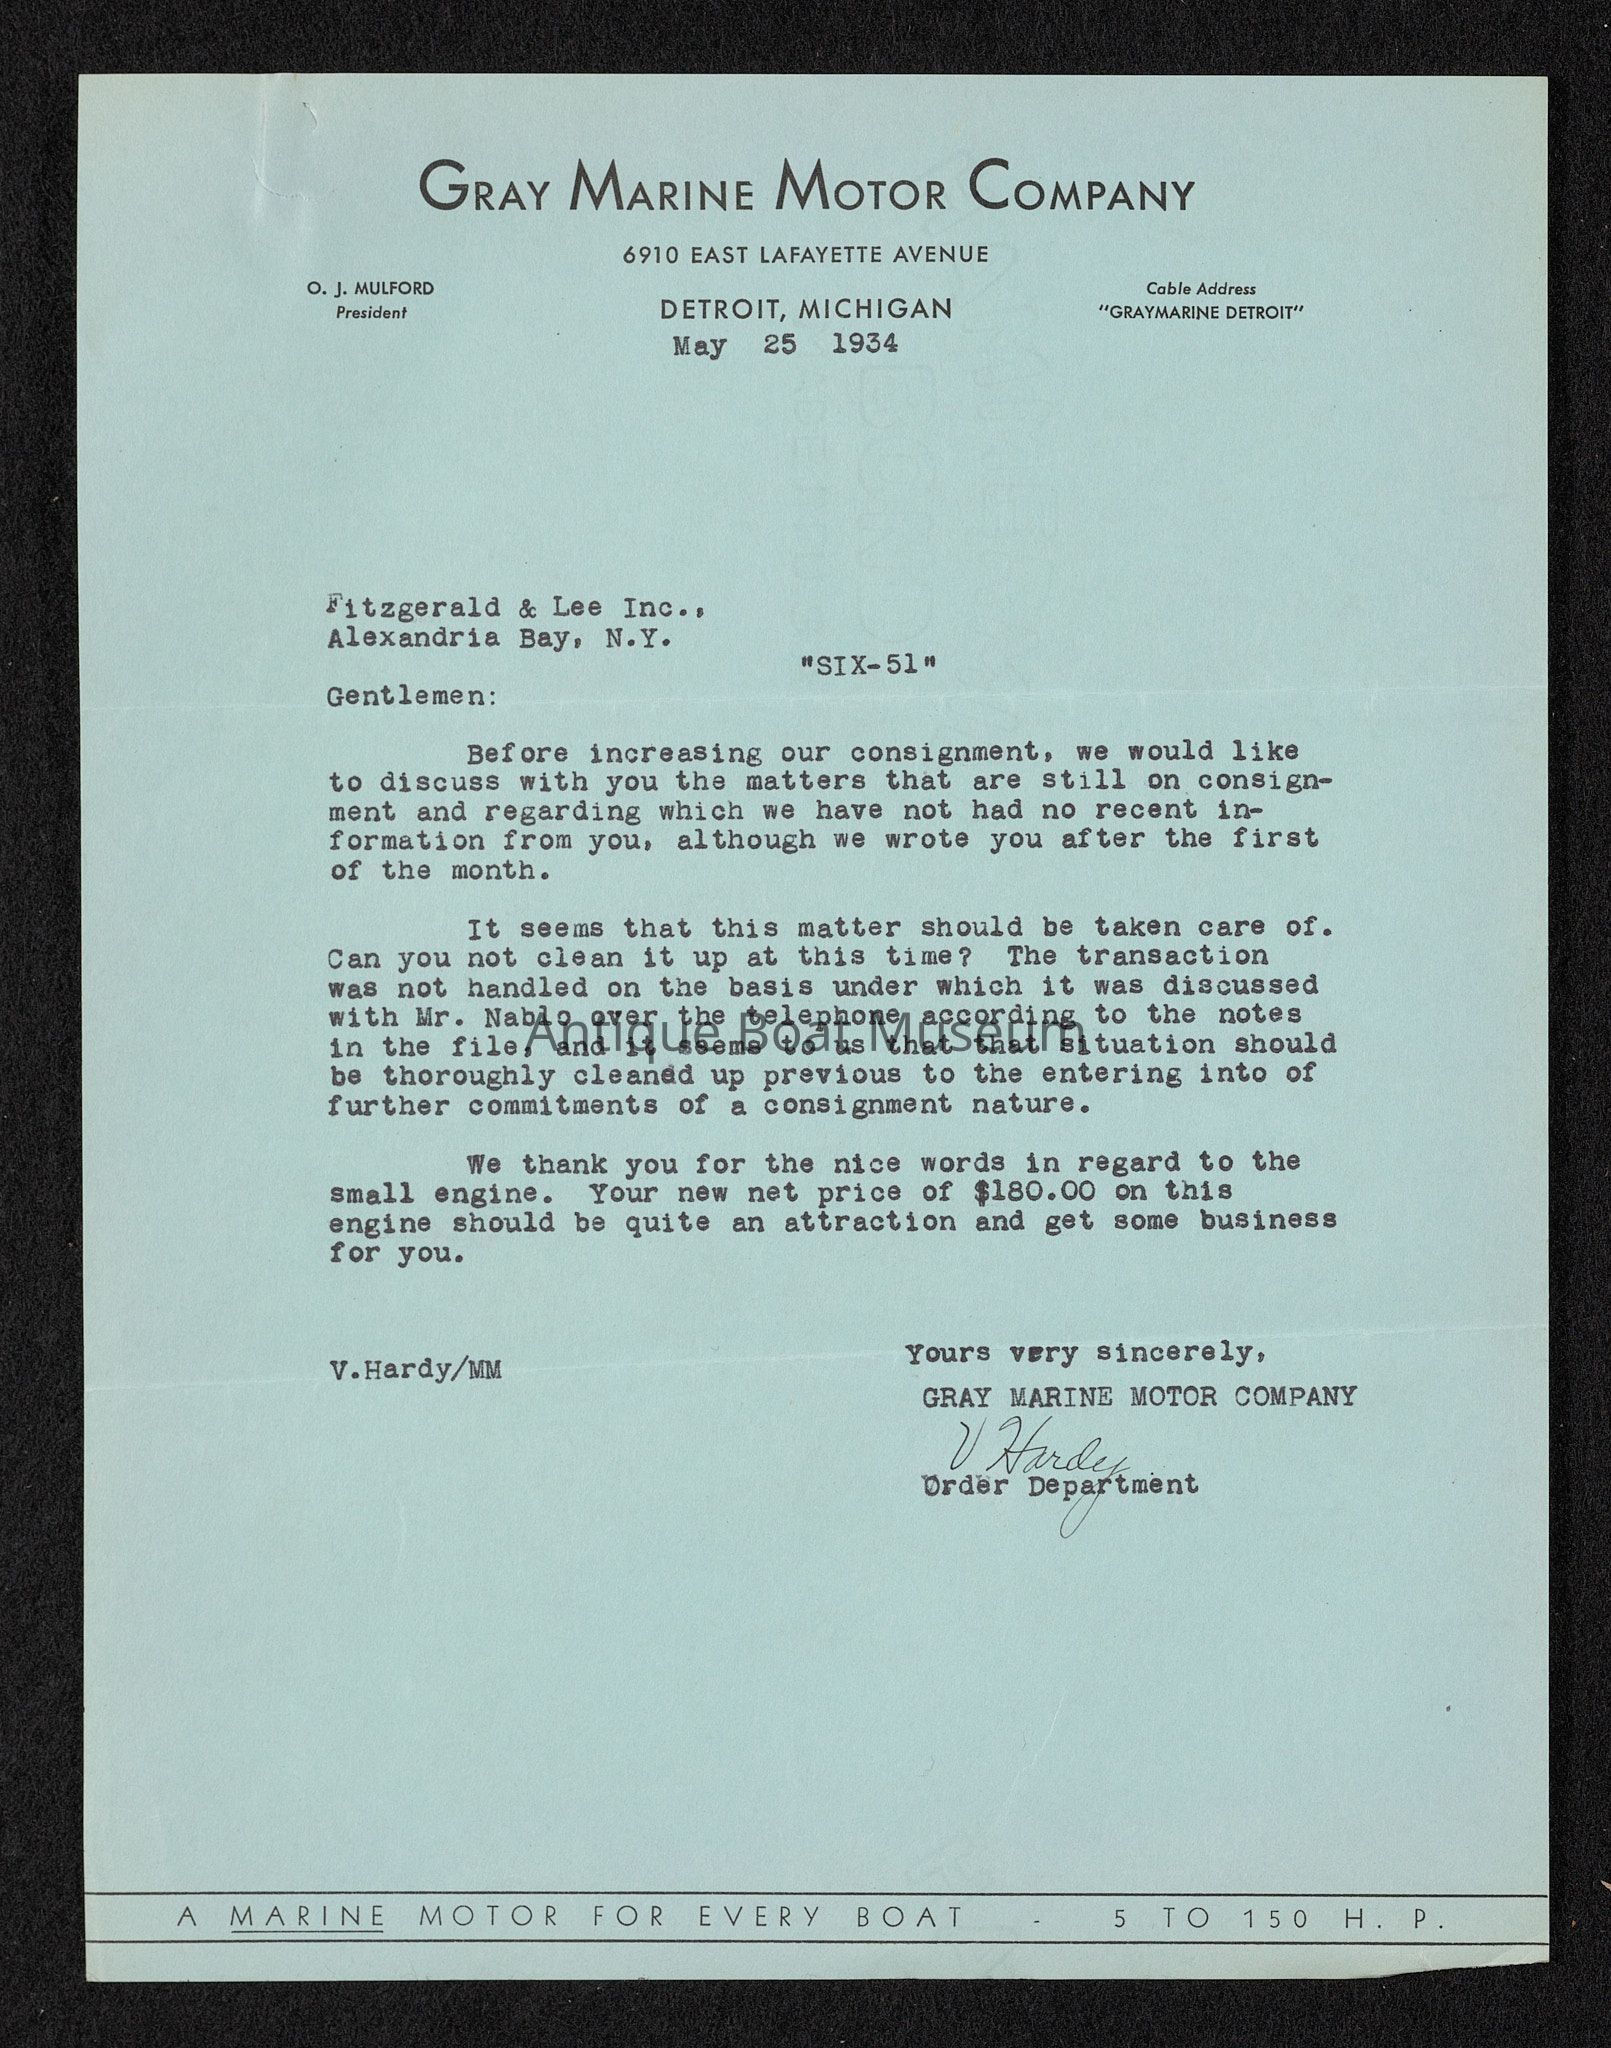 GRAY MARINE MOTOR COMPANY
6910 EAST LAFAYETTE AVENUE
O. J. MULFORD
President
DETROIT, MICHIGAN
Cable Address
"GRAYMARINE DETROIT"
May 25 1934
Fitzgerald & Lee Inc.,
Alexandria Bay, N.Y.
"SIX-51"
Gentlemen:
Before increasing our consignment, we would like
to discuss with you the matters that are still on consign-
ment and regarding which we have not had no recent in-
formation from you, although we wrote you after the first
of the month.
It seems that this matter should be taken care of.
Can you not clean it up at this time? The transaction
was not handled on the basis under which it was discussed
with Mr. Nablo over the telephone according to the notes
Antique Boat Museum
in the file, and it seems to us that that situation should
be thoroughly cleaned up previous to the entering into of
further commitments of a consignment nature.
We thank you for the nice words in regard to the
small engine. Your new net price of $180.00 on this
engine should be quite an attraction and get some business
for you.
Yours very sincerely,
V.Hardy/MM
GRAY MARINE MOTOR COMPANY
V Hardy
Order Department
A MARINE MOTOR FOR EVERY BOAT - 5 TO 150 H. P.